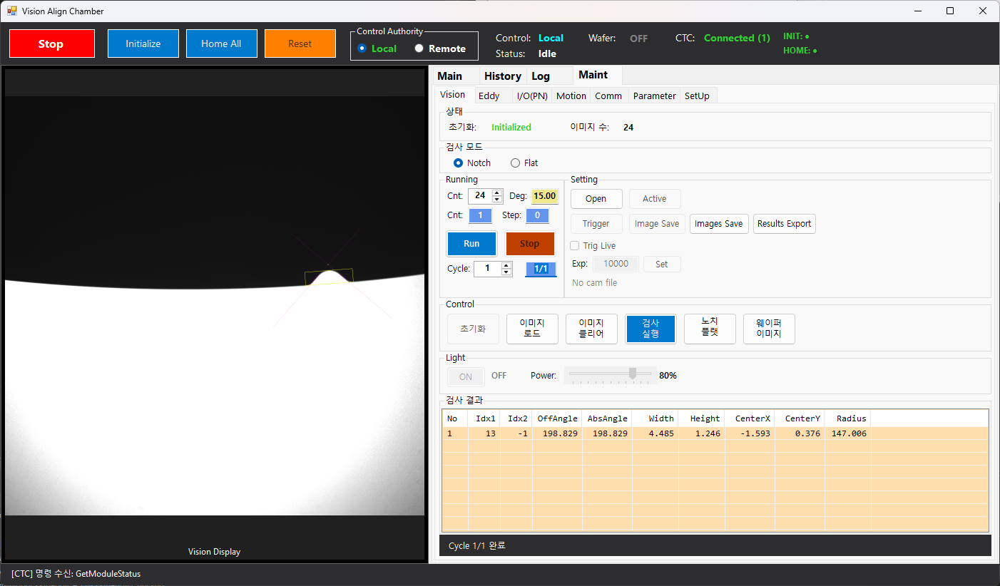 Vision Align Chamber
Stop
Initialize
Home All
Reset
Control Authority
Local
Remote
Control: Local
Status: Idle
Wafer: OFF
CTC: Connected (1)
INIT: ●
HOME: ●
Main History Log Maint
Vision Eddy I/O(PN) Motion Comm Parameter SetUp
상태
초기화: Initialized 이미지 수: 24
검사 모드
Notch Flat
Running
Cnt: 24 Deg: 15.00
Cnt: 1 Step: 0
Run Stop
Cycle: 1 1/1
Setting
Open Active
Trigger Image Save Images Save Results Export
Trig Live
Exp: 10000 Set
No cam file
Control
초기화
이미지
로드
이미지
클리어
검사
실행
노치
플랫
웨이퍼
이미지
Light
ON OFF Power: 80%
검사 결과
No Idx1 Idx2 OffAngle AbsAngle Width Height CenterX CenterY Radius
1 13 -1 198.829 198.829 4.485 1.246 -1.593 0.376 147.006
Cycle 1/1 완료
Vision Display
[CTC] 명령 수신: GetModuleStatus